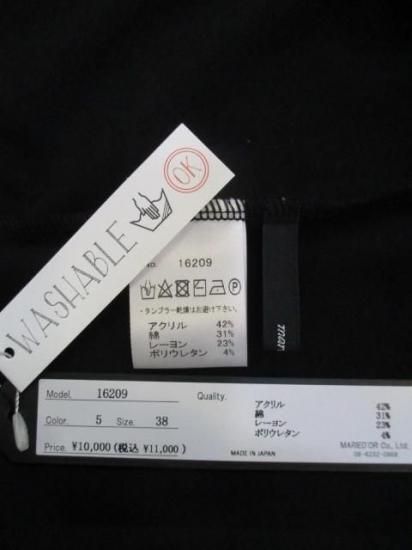 WASHABLE
OK
No. 16209
・タンブラー乾燥はお避け下さい。
アクリル 42%
綿 31%
レーヨン 23%
ポリウレタン 4%
Model. 16209
Color. 5 Size. 38
Price. ¥10,000(税込 ¥11,000)
Quality.
アクリル 42%
綿 31%
レーヨン 23%
ポリウレタン 4%
MARIED'OR Co., Ltd.
MADE IN JAPAN